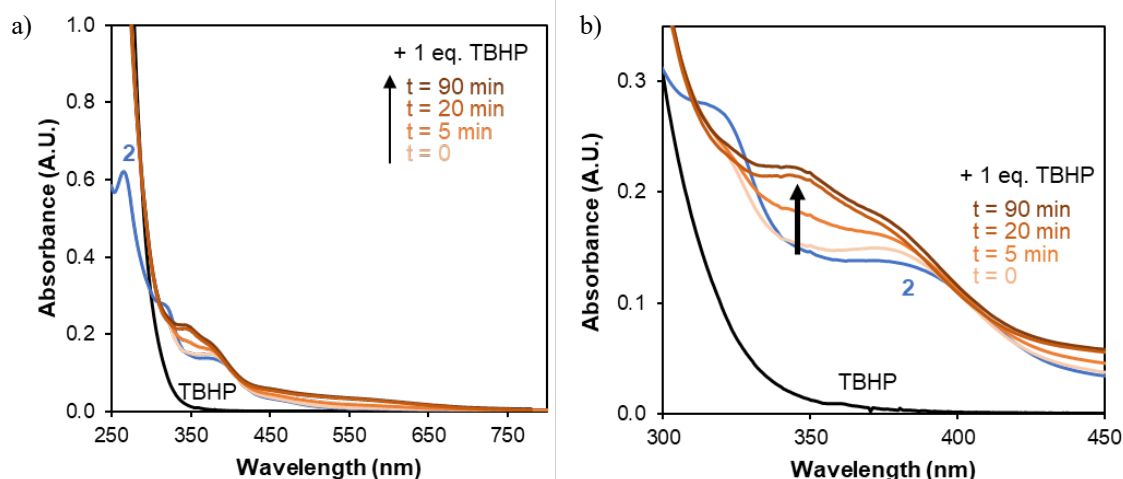 a)
1.0
0.8
0.6
0.4
0.2
0.0
Absorbance (A.U.)
+ 1 eq. TBHP
t = 90 min
t = 20 min
t = 5 min
t = 0
2
TBHP
250 350 450 550 650 750
Wavelength (nm)
b)
0.3
0.2
0.1
0.0
Absorbance (A.U.)
+ 1 eq. TBHP
t = 90 min
t = 20 min
t = 5 min
t = 0
2
TBHP
300 350 400 450
Wavelength (nm)